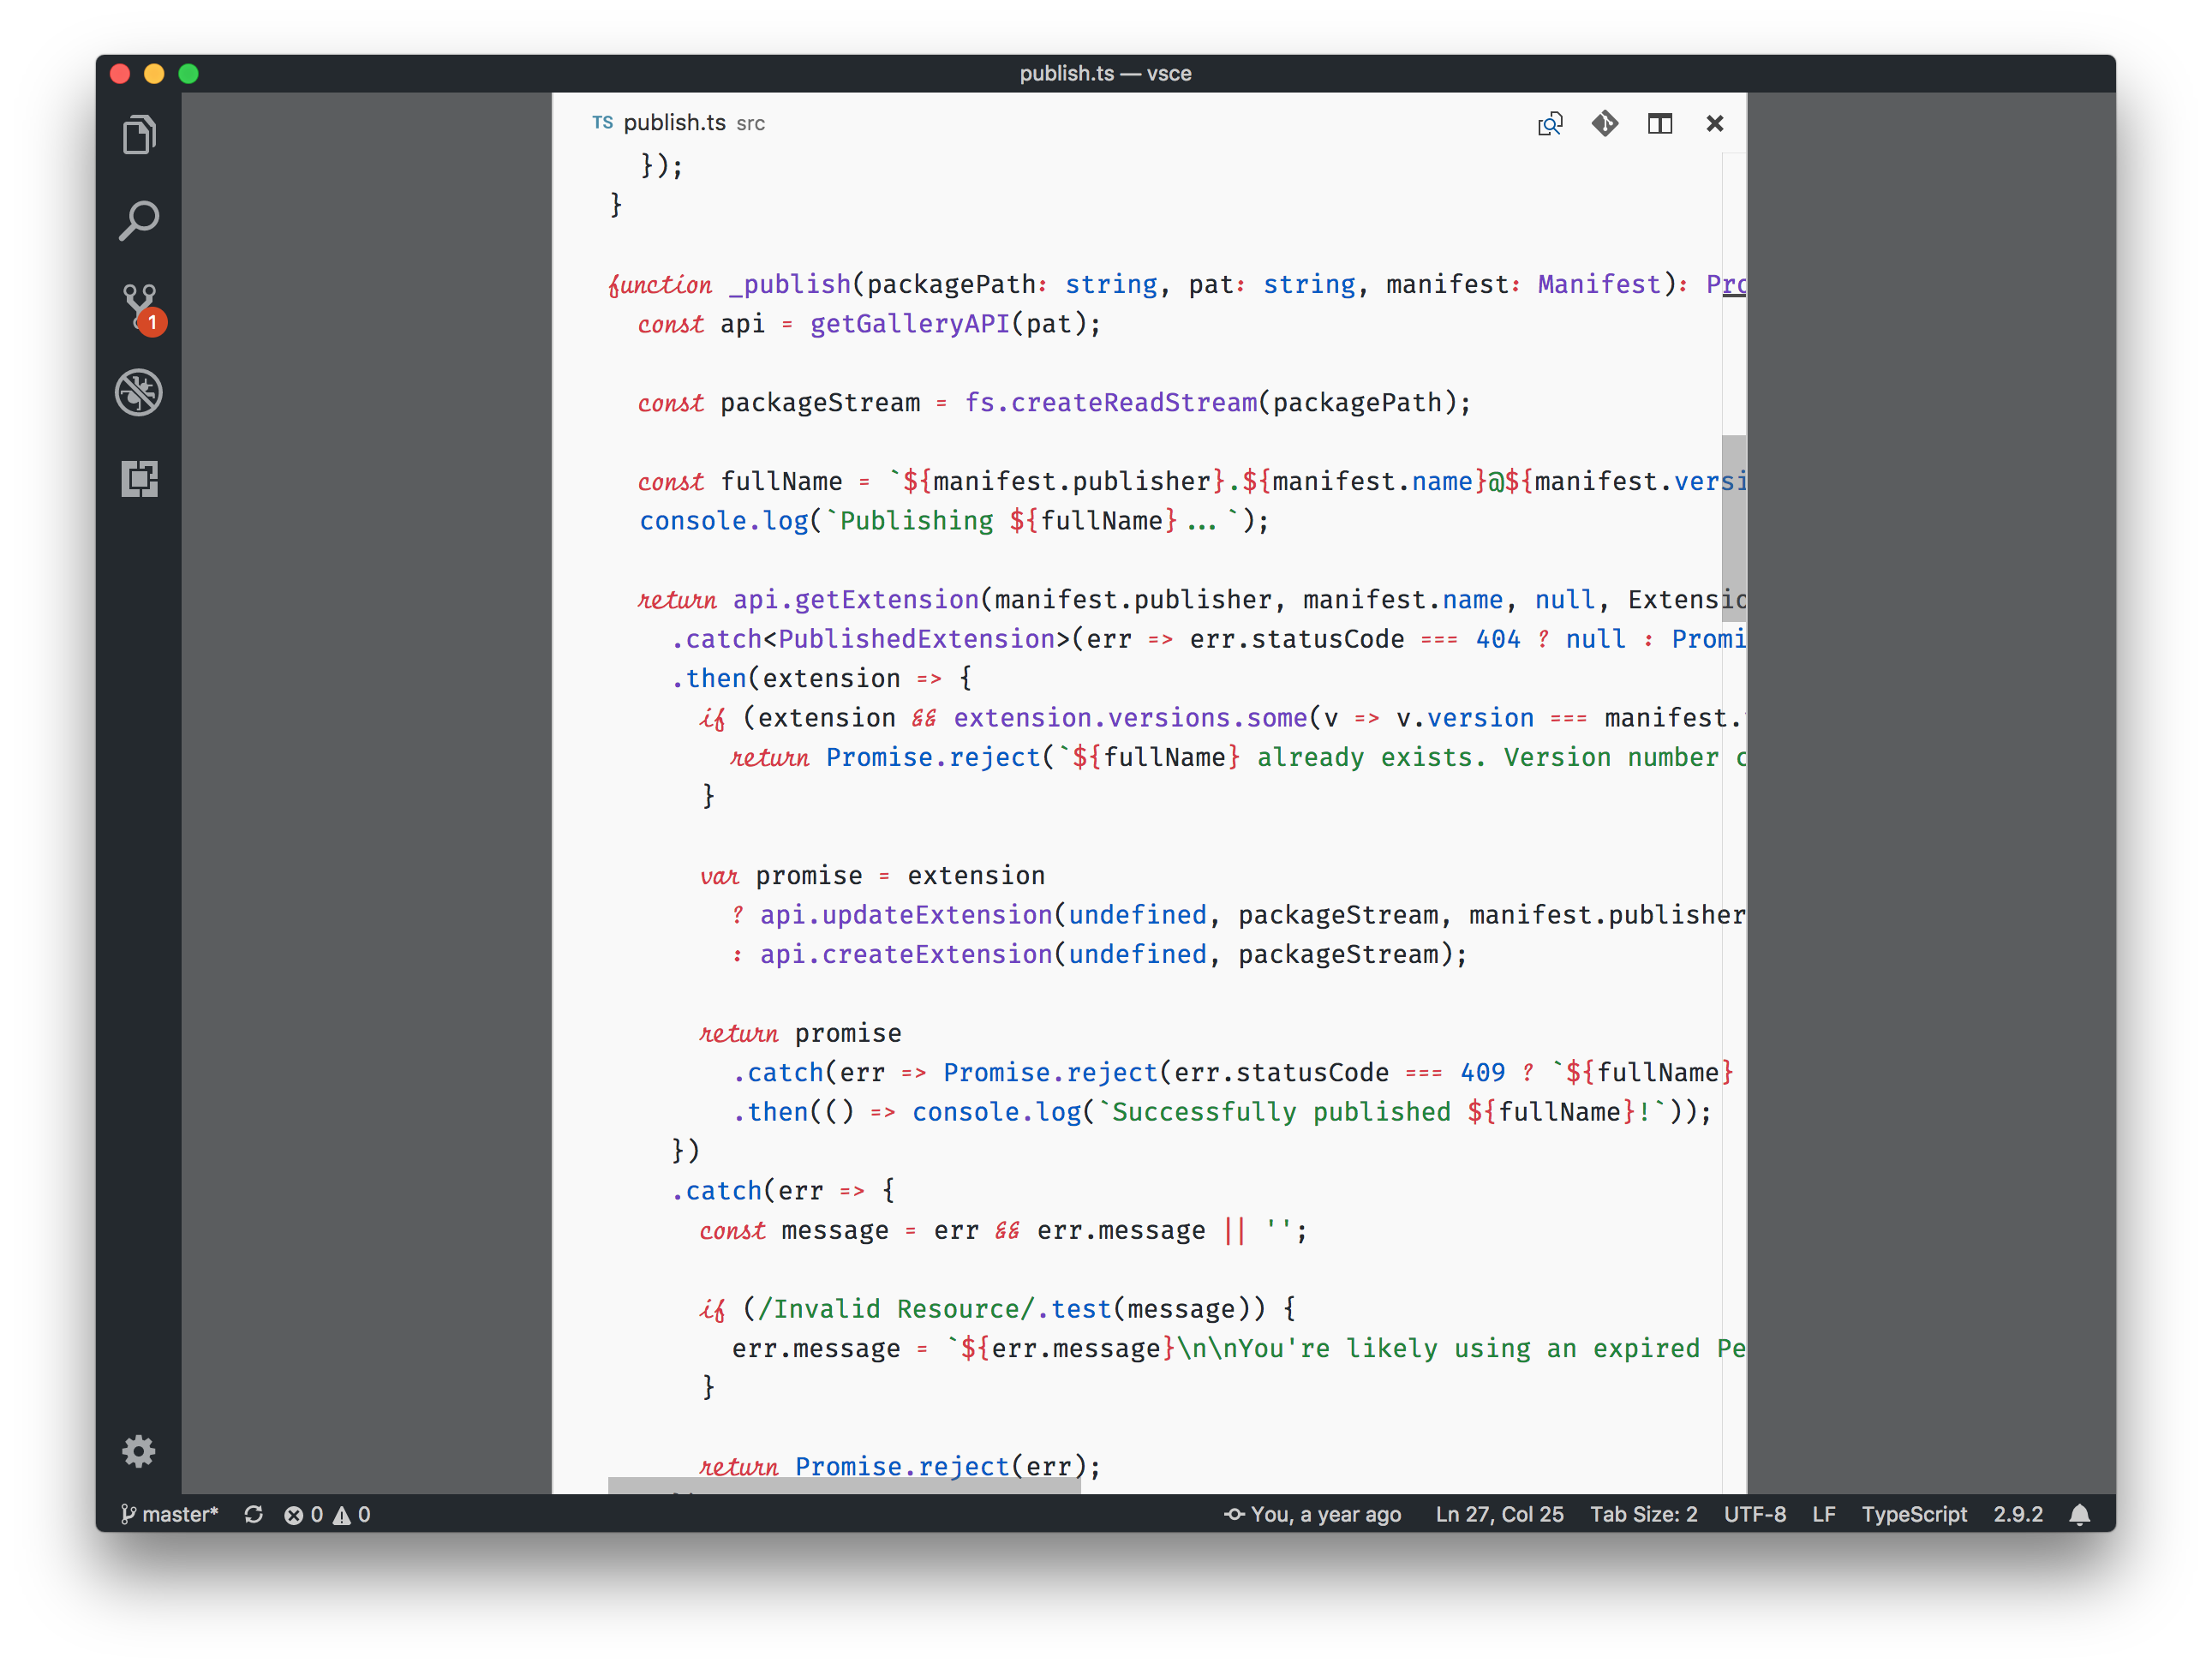 publish.ts — vsce
TS publish.ts src
});
}
function _publish(packagePath: string, pat: string, manifest: Manifest): Pro
const api = getGalleryAPI(pat);
const packageStream = fs.createReadStream(packagePath);
const fullName = `${manifest.publisher}.${manifest.name}@${manifest.versi
console.log(`Publishing ${fullName}...`);
return api.getExtension(manifest.publisher, manifest.name, null, Extensio
.catch<PublishedExtension>(err => err.statusCode === 404 ? null : Promi
.then(extension => {
if (extension && extension.versions.some(v => v.version === manifest.
return Promise.reject(`${fullName} already exists. Version number c
}
var promise = extension
? api.updateExtension(undefined, packageStream, manifest.publisher
: api.createExtension(undefined, packageStream);
return promise
.catch(err => Promise.reject(err.statusCode === 409 ? `${fullName}
.then(() => console.log(`Successfully published ${fullName}!`));
})
.catch(err => {
const message = err && err.message || '';
if (/Invalid Resource/.test(message)) {
err.message = `${err.message}\n\nYou're likely using an expired Pe
}
return Promise.reject(err);
1
master* 0 0 You, a year ago Ln 27, Col 25 Tab Size: 2 UTF-8 LF TypeScript 2.9.2